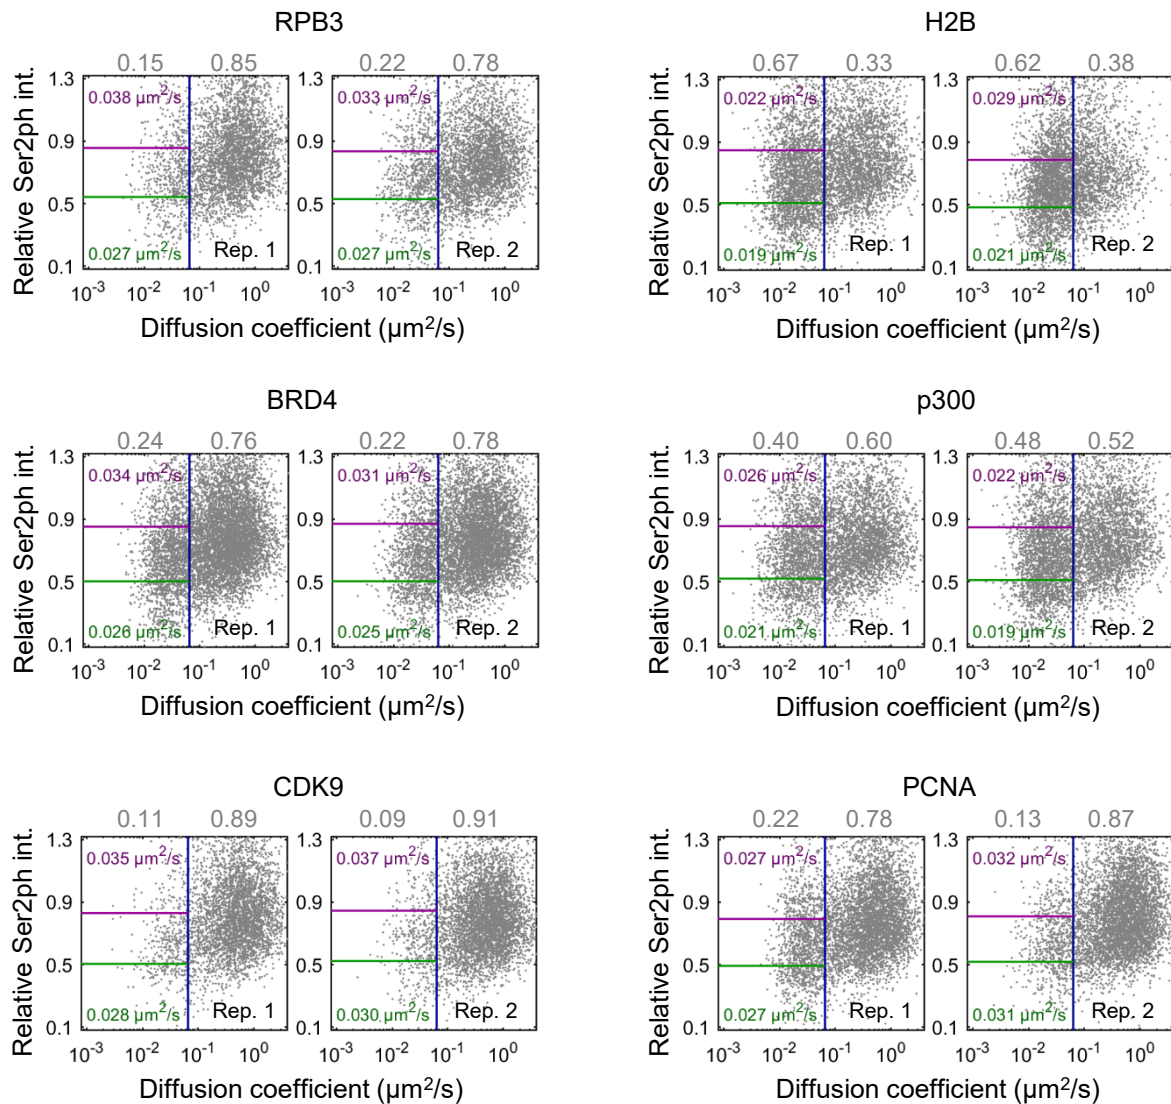 RPB3
0.15 0.85 0.22 0.78
Relative Ser2ph int.
1.3
0.9
0.5
0.1
0.038 µm²/s
0.027 µm²/s
Rep. 1
0.033 µm²/s
0.027 µm²/s
Rep. 2
10⁻³ 10⁻² 10⁻¹ 10⁰ 10⁻³ 10⁻² 10⁻¹ 10⁰
Diffusion coefficient (µm²/s)
H2B
0.67 0.33 0.62 0.38
Relative Ser2ph int.
1.3
0.9
0.5
0.1
0.022 µm²/s
0.019 µm²/s
Rep. 1
1.3
0.9
0.5
0.1
0.029 µm²/s
0.021 µm²/s
Rep. 2
10⁻³ 10⁻² 10⁻¹ 10⁰ 10⁻³ 10⁻² 10⁻¹ 10⁰
Diffusion coefficient (µm²/s)
BRD4
0.24 0.76 0.22 0.78
Relative Ser2ph int.
1.3
0.9
0.5
0.1
0.034 µm²/s
0.026 µm²/s
Rep. 1
1.3
0.9
0.5
0.1
0.031 µm²/s
0.025 µm²/s
Rep. 2
10⁻³ 10⁻² 10⁻¹ 10⁰ 10⁻³ 10⁻² 10⁻¹ 10⁰
Diffusion coefficient (µm²/s)
p300
0.40 0.60 0.48 0.52
Relative Ser2ph int.
1.3
0.9
0.5
0.1
0.026 µm²/s
0.021 µm²/s
Rep. 1
1.3
0.9
0.5
0.1
0.022 µm²/s
0.019 µm²/s
Rep. 2
10⁻³ 10⁻² 10⁻¹ 10⁰ 10⁻³ 10⁻² 10⁻¹ 10⁰
Diffusion coefficient (µm²/s)
CDK9
0.11 0.89 0.09 0.91
Relative Ser2ph int.
1.3
0.9
0.5
0.1
0.035 µm²/s
0.028 µm²/s
Rep. 1
1.3
0.9
0.5
0.1
0.037 µm²/s
0.030 µm²/s
Rep. 2
10⁻³ 10⁻² 10⁻¹ 10⁰ 10⁻³ 10⁻² 10⁻¹ 10⁰
Diffusion coefficient (µm²/s)
PCNA
0.22 0.78 0.13 0.87
Relative Ser2ph int.
1.3
0.9
0.5
0.1
0.027 µm²/s
0.027 µm²/s
Rep. 1
1.3
0.9
0.5
0.1
0.032 µm²/s
0.031 µm²/s
Rep. 2
10⁻³ 10⁻² 10⁻¹ 10⁰ 10⁻³ 10⁻² 10⁻¹ 10⁰
Diffusion coefficient (µm²/s)